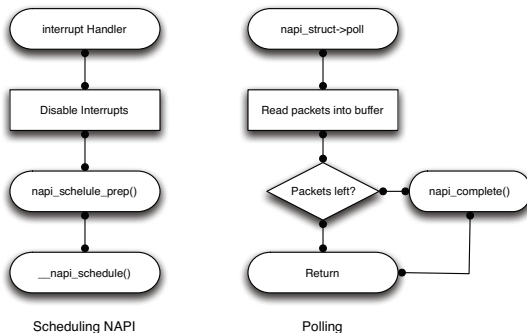 interrupt Handler
Disable Interrupts
napi_schelule_prep()
__napi_schedule()
Scheduling NAPI
napi_struct->poll
Read packets into buffer
Packets left?
napi_complete()
Return
Polling